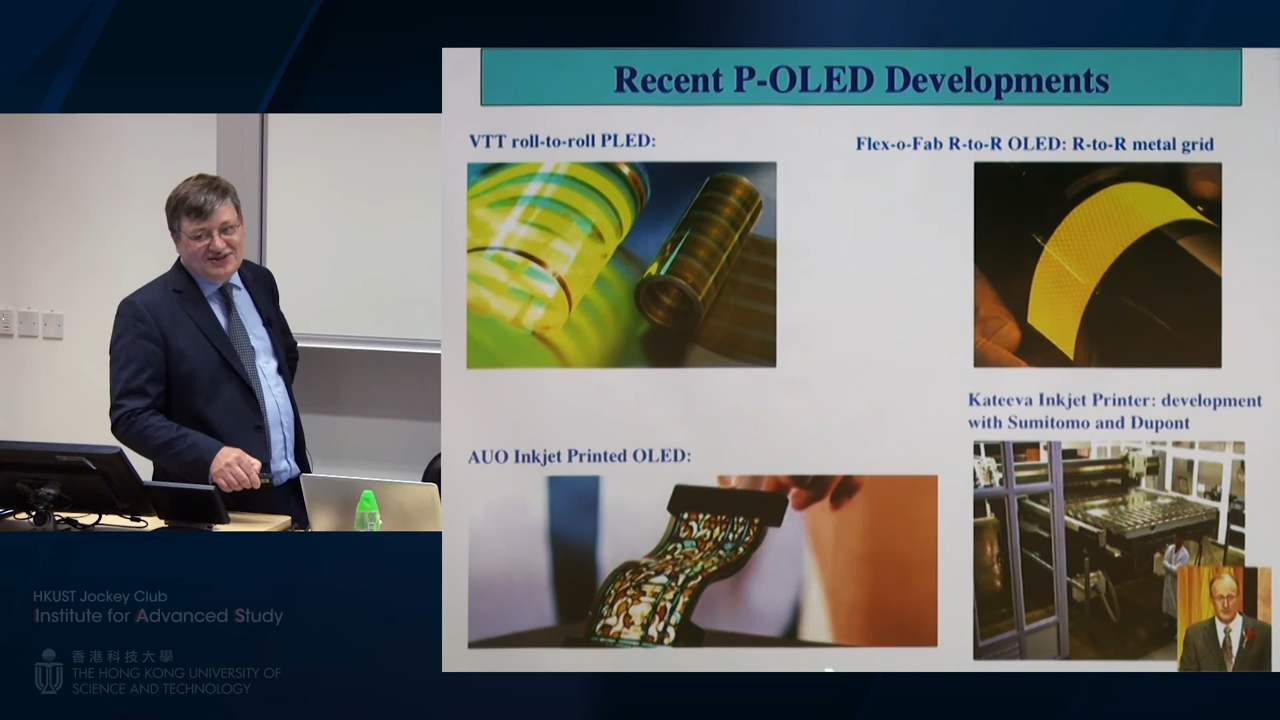 Recent P-OLED Developments
VTT roll-to-roll PLED:
Flex-o-Fab R-to-R OLED: R-to-R metal grid
Kateeva Inkjet Printer: development
with Sumitomo and Dupont
AUO Inkjet Printed OLED:
HKUST Jockey Club
Institute for Advanced Study
香港科技大學
THE HONG KONG UNIVERSITY OF
SCIENCE AND TECHNOLOGY